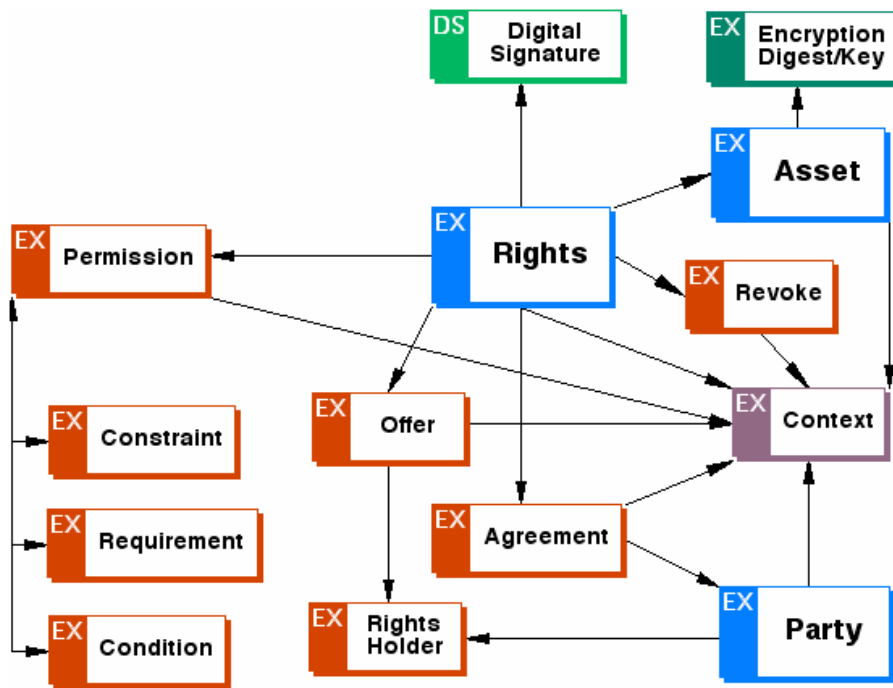 DS
Digital
Signature
EX
Encryption
Digest/Key
EX
Asset
EX
Permission
EX
Rights
EX
Revoke
EX
Offer
EX
Context
EX
Constraint
EX
Agreement
EX
Requirement
EX
Party
EX
Rights
Holder
EX
Condition